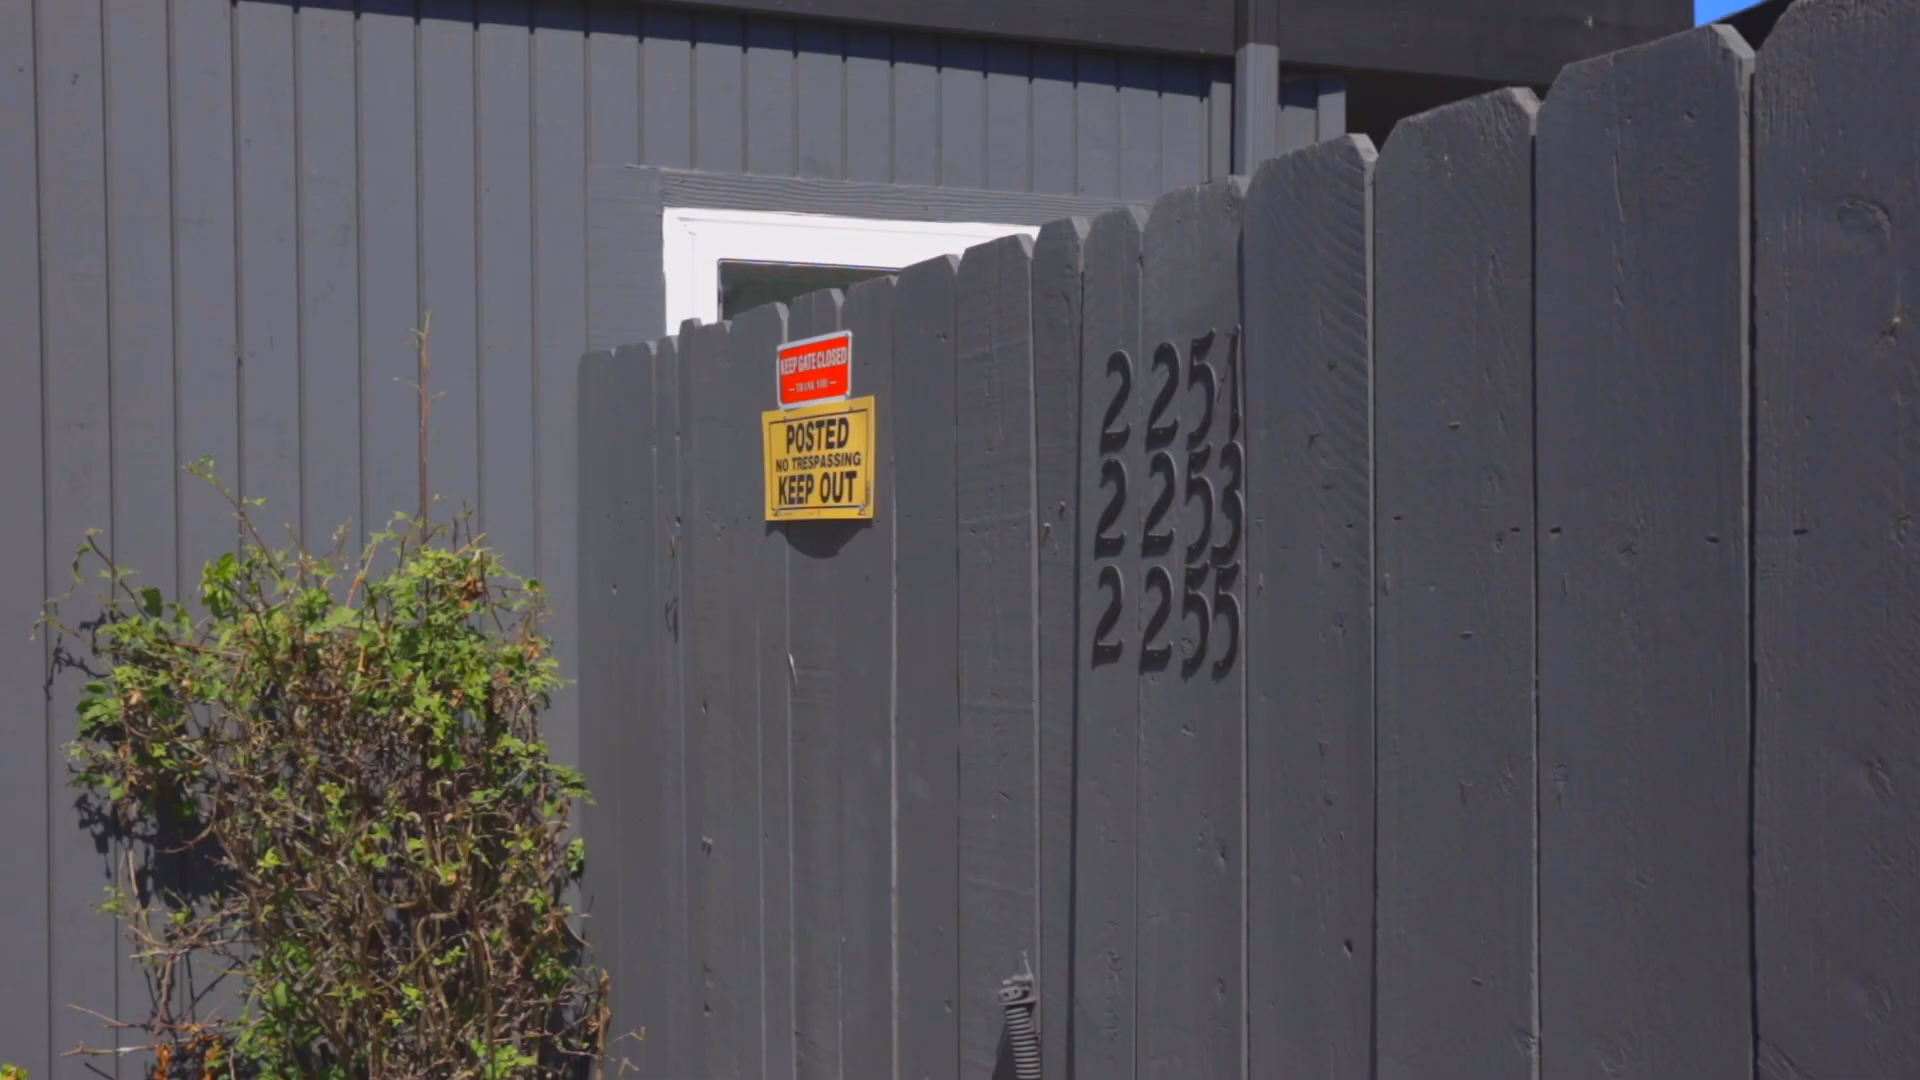 KEEP GATE CLOSED
— THANK YOU —
POSTED
NO TRESPASSING
KEEP OUT
2251
2253
2255